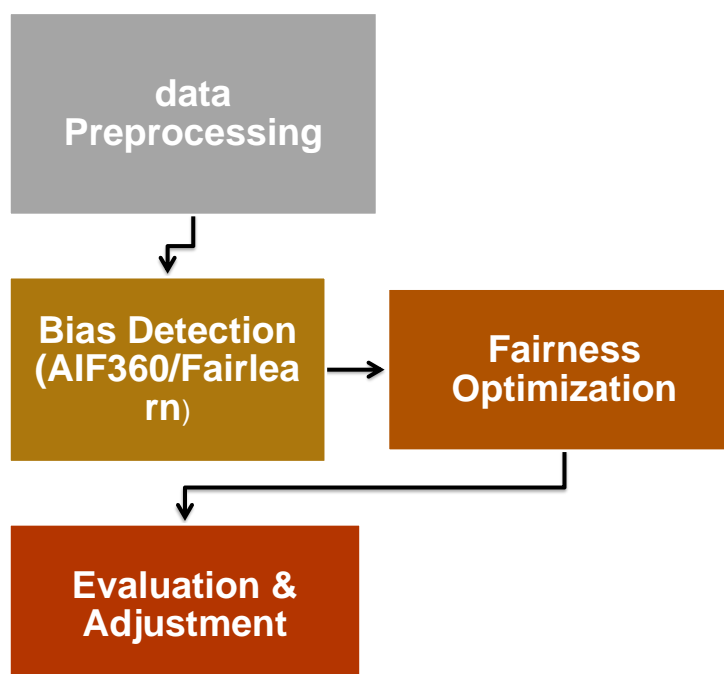 data
Preprocessing
Bias Detection
(AIF360/Fairlea
rn)
Fairness
Optimization
Evaluation &
Adjustment